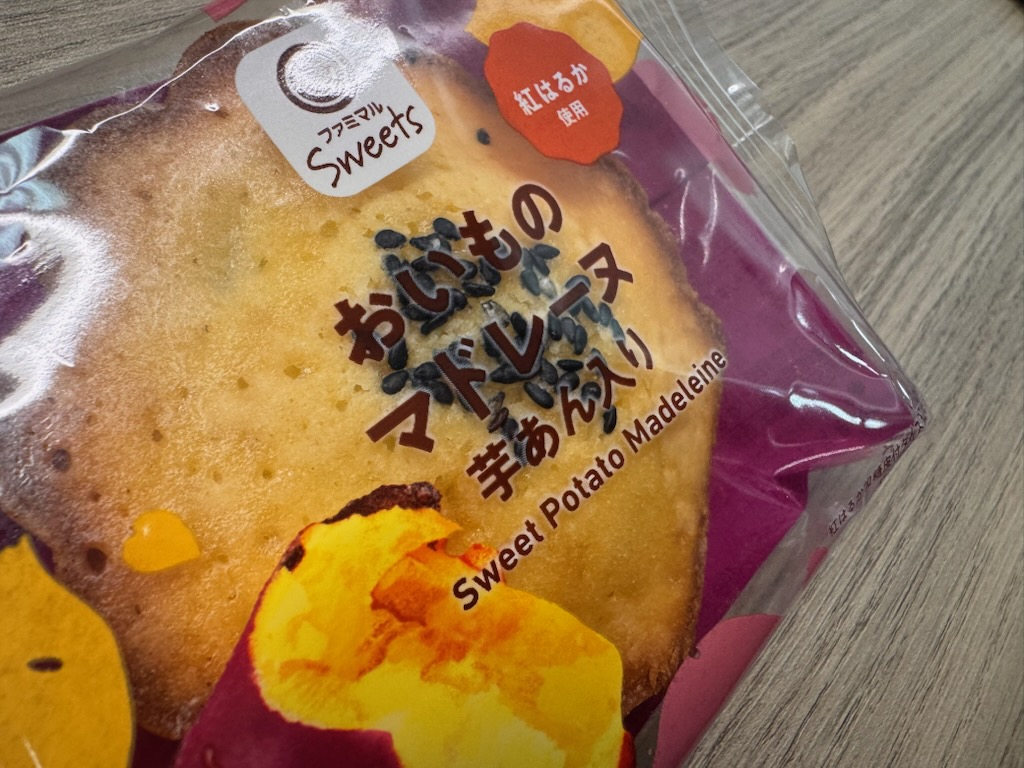 ファミマル
Sweets
紅はるか
使用
おいもの
マドレーヌ
芋あん入り
Sweet Potato Madeleine